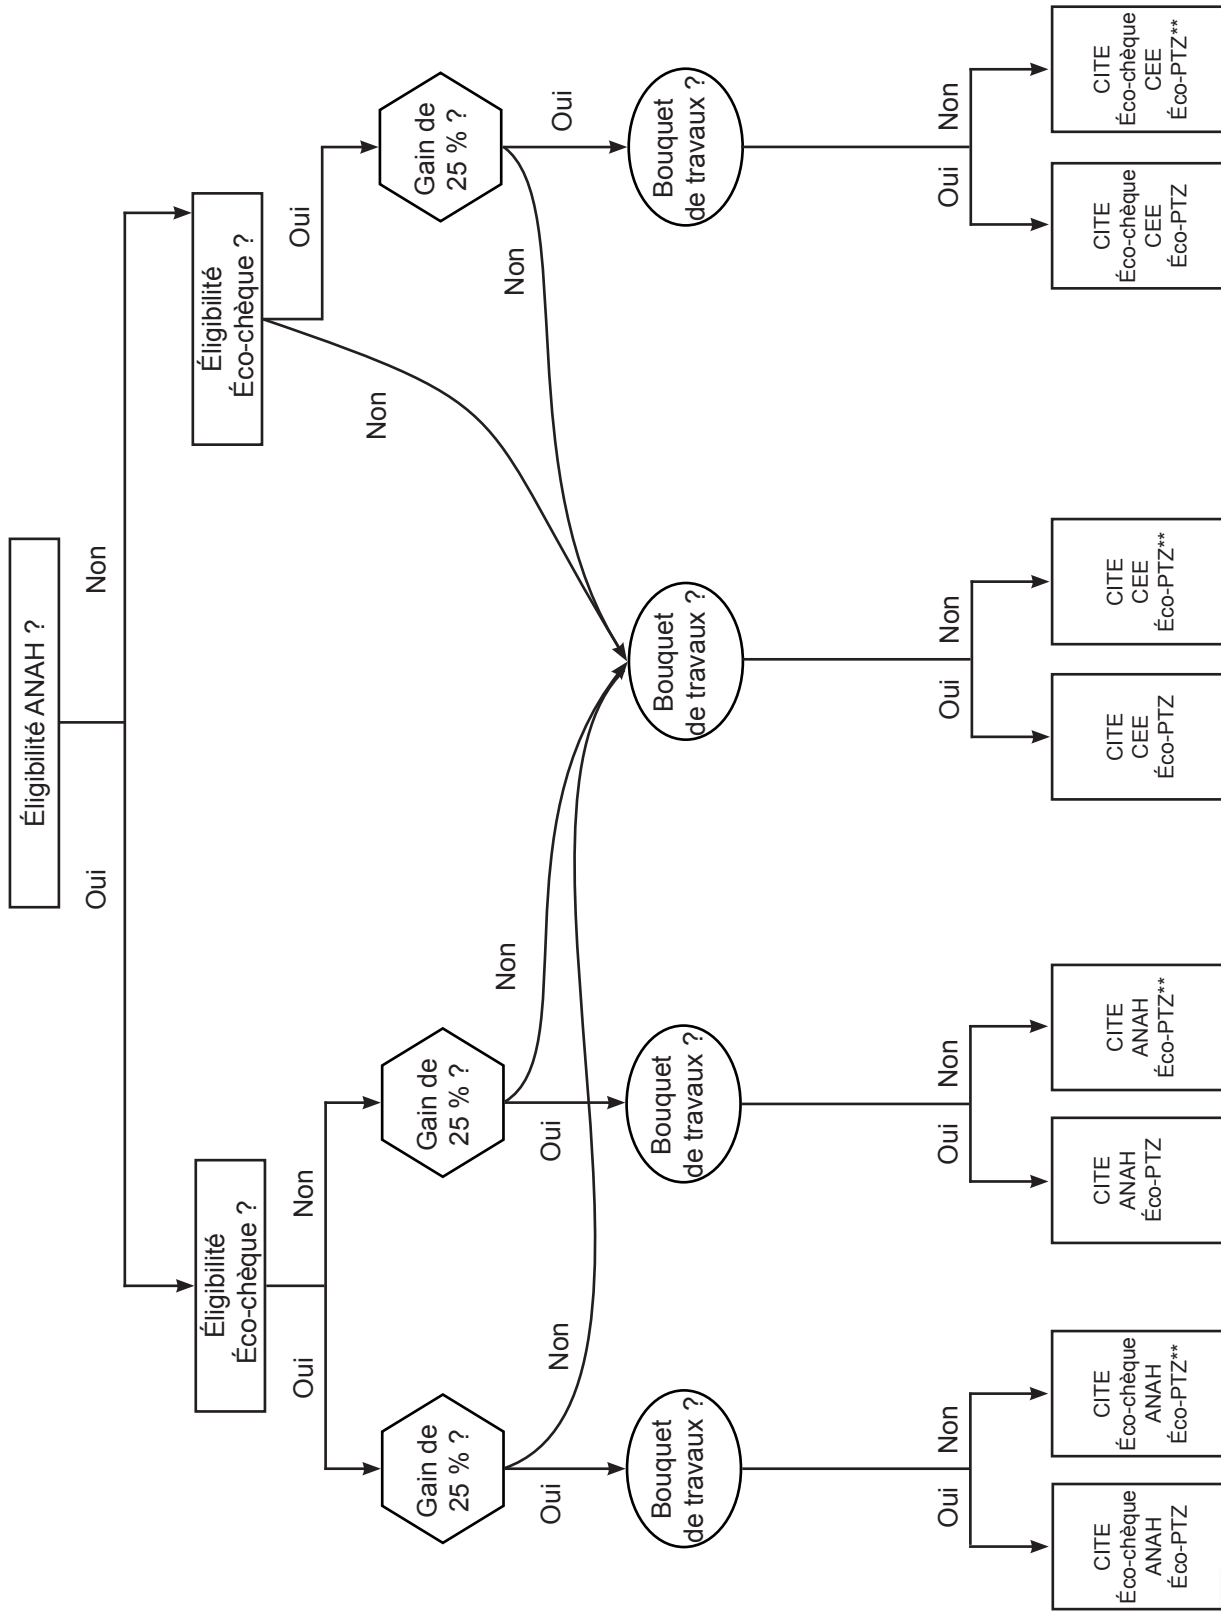 Éligibilité ANAH ?
Oui
Non
Éligibilité
Éco-chèque ?
Éligibilité
Éco-chèque ?
Oui
Non
Non
Oui
Gain de
25 % ?
Gain de
25 % ?
Gain de
25 % ?
Oui
Non
Oui
Non
Non
Oui
Bouquet
de travaux ?
Bouquet
de travaux ?
Bouquet
de travaux ?
Bouquet
de travaux ?
Oui
Non
Oui
Non
Oui
Non
Oui
Non
CITE
Éco-chèque
ANAH
Éco-PTZ
CITE
Éco-chèque
ANAH
Éco-PTZ**
CITE
ANAH
Éco-PTZ
CITE
ANAH
Éco-PTZ**
CITE
CEE
Éco-PTZ
CITE
CEE
Éco-PTZ**
CITE
Éco-chèque
CEE
Éco-PTZ
CITE
Éco-chèque
CEE
Éco-PTZ**